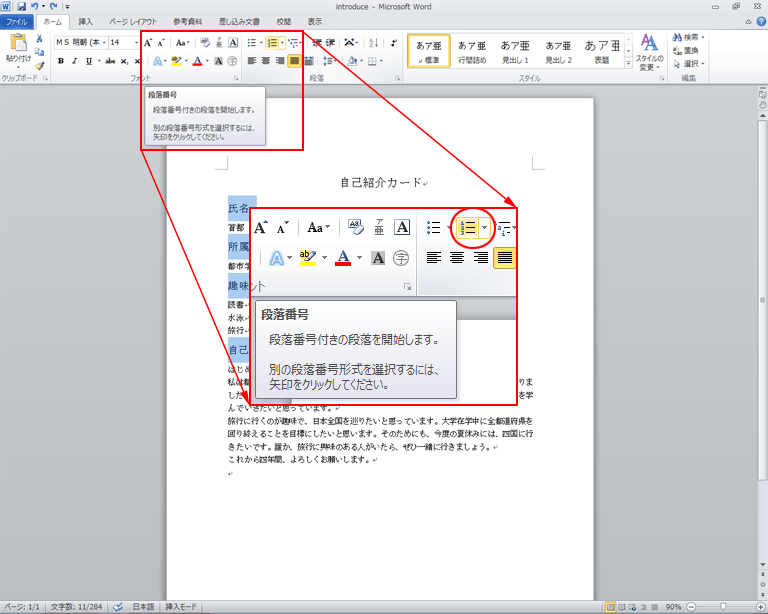 introduce - Microsoft Word
ファイル ホーム 挿入 ページ レイアウト 参考資料 差し込み文書 校閲 表示
貼り付け
ＭＳ 明朝 (本 14 A A Aa A
B I U abc x, x A A 字
あア亜 あア亜 あア亜 あア亜 あア亜
標準 行間詰め 見出し 1 見出し 2 表題
スタイルの
変更
検索
置換
選択
クリップボード フォント 段落 スタイル 編集
段落番号
段落番号付きの段落を開始します。
別の段落番号形式を選択するには、
矢印をクリックしてください。
自己紹介カード
氏名
首都
所属
都市
趣味
読書
水泳
旅行
自己
はじめ
私は
した
んでいきたいと思っています。
旅行に行くのが趣味で、日本全国を巡りたいと思っています。大学在学中に全都道府県を
回り終えることを目標にしたいと思います。そのためにも、今度の夏休みには、四国に行
きたいです。誰か、旅行に興味のある人がいたら、ぜひ一緒に行きましょう。
これから四年間、よろしくお願いします。
りま
を学
A A Aa Aa ア亜 A
A ab A A 字
ント
段落番号
段落番号付きの段落を開始します。
別の段落番号形式を選択するには、
矢印をクリックしてください。
ページ: 1/1 文字数: 11/284 日本語 挿入モード 90%